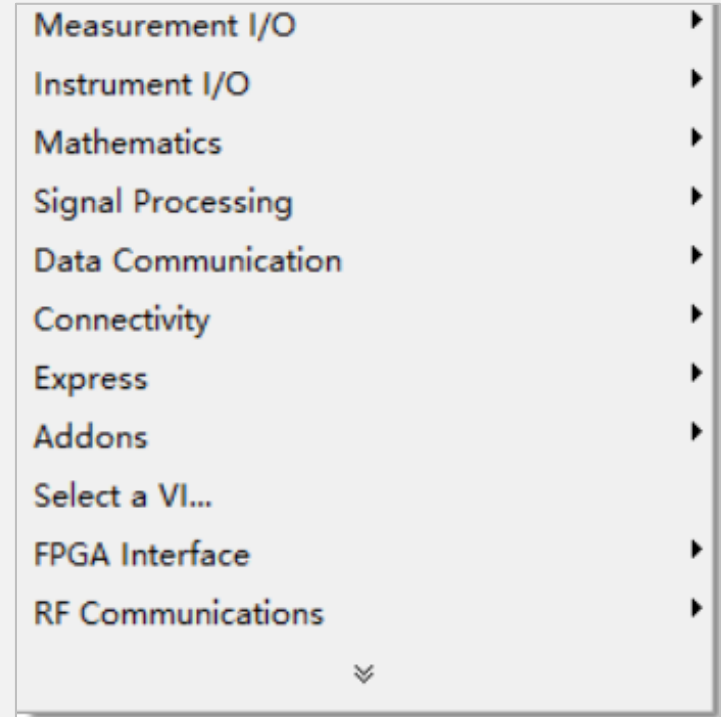 Measurement I/O
Instrument I/O
Mathematics
Signal Processing
Data Communication
Connectivity
Express
Addons
Select a VI...
FPGA Interface
RF Communications